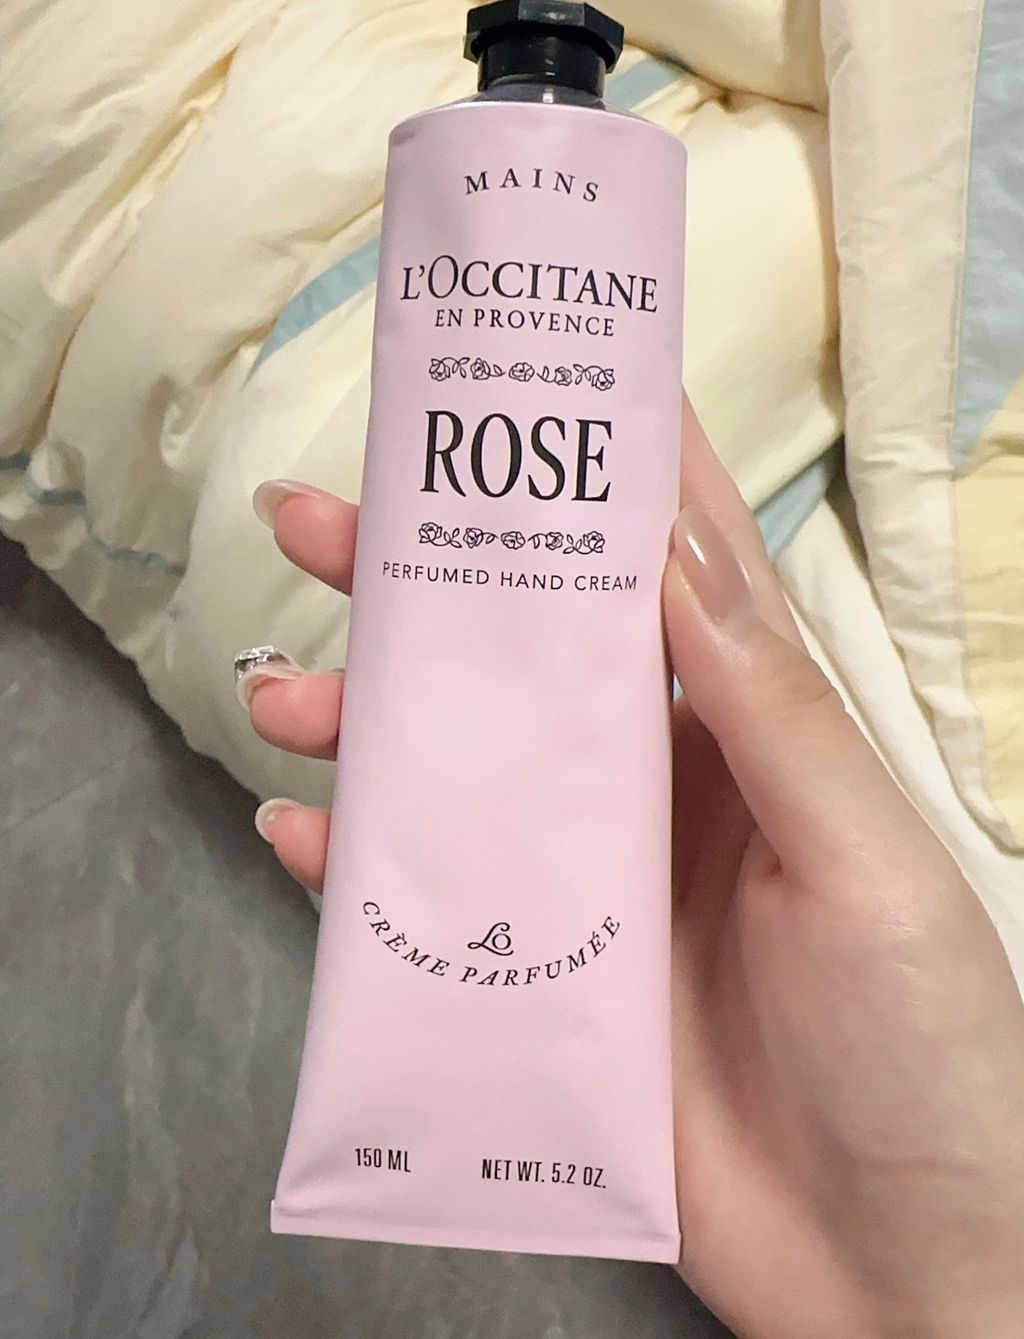 MAINS
L'OCCITANE
EN PROVENCE
ROSE
PERFUMED HAND CREAM
LO
CRÈME PARFUMÉE
150 ML NET WT. 5.2 OZ.